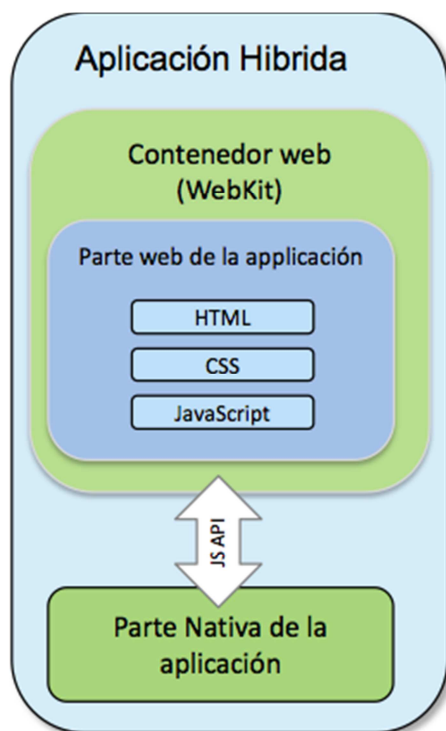 Aplicación Hibrida
Contenedor web
(WebKit)
Parte web de la applicación
HTML
CSS
JavaScript
JS API
Parte Nativa de la
aplicación